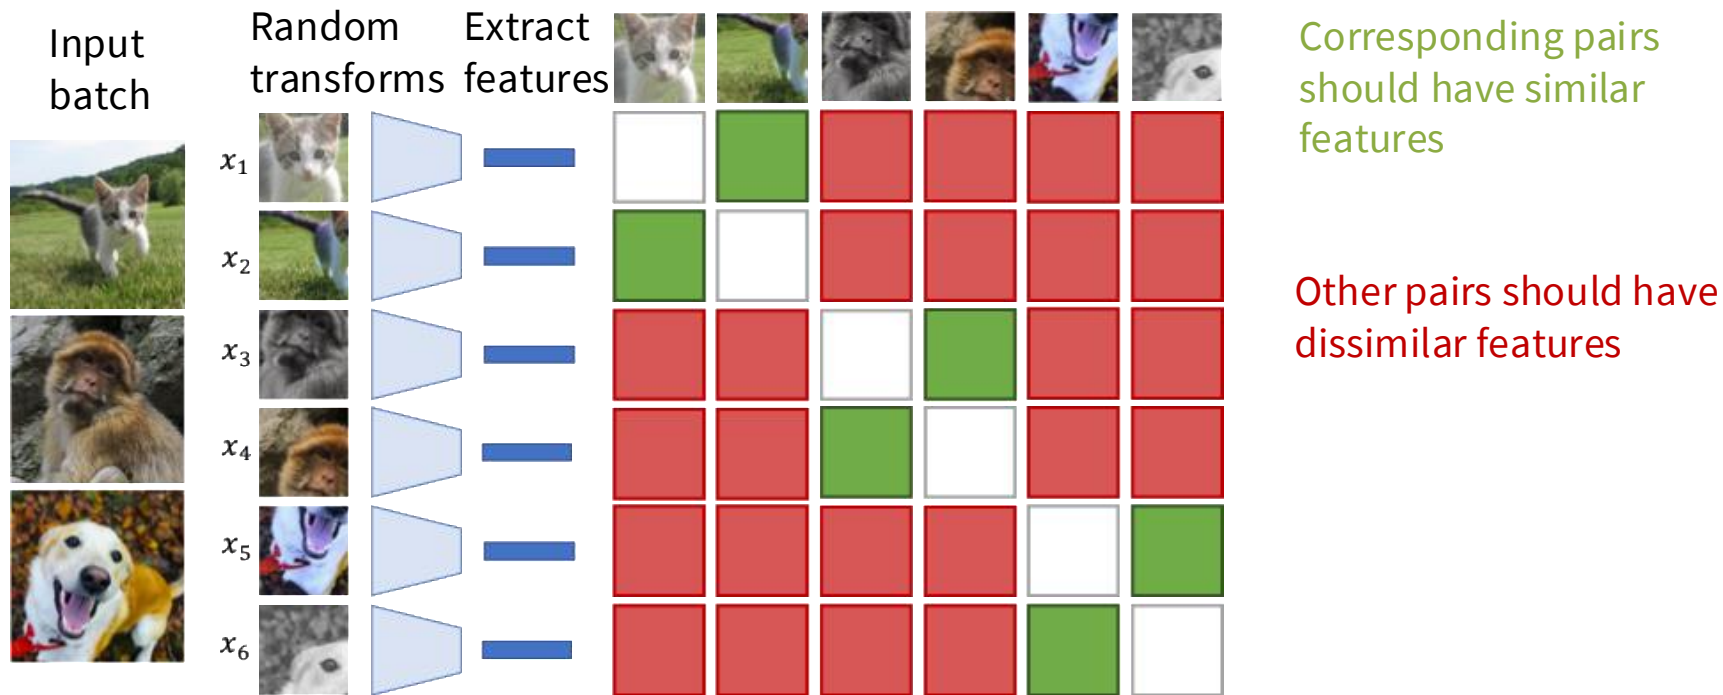 Input
batch
Random
transforms
Extract
features
x₁
x₂
x₃
x₄
x₅
x₆
Corresponding pairs
should have similar
features
Other pairs should have
dissimilar features